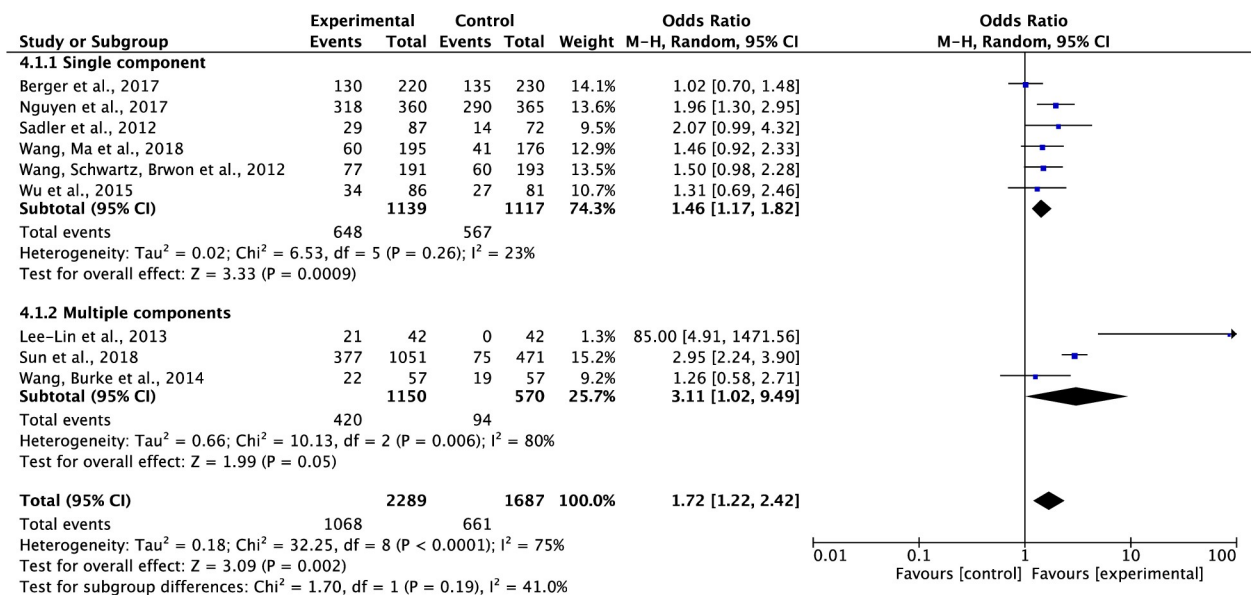 Experimental Control Odds Ratio Odds Ratio
Study or Subgroup Events Total Events Total Weight M-H, Random, 95% CI M-H, Random, 95% CI
4.1.1 Single component
Berger et al., 2017 130 220 135 230 14.1% 1.02 [0.70, 1.48]
Nguyen et al., 2017 318 360 290 365 13.6% 1.96 [1.30, 2.95]
Sadler et al., 2012 29 87 14 72 9.5% 2.07 [0.99, 4.32]
Wang, Ma et al., 2018 60 195 41 176 12.9% 1.46 [0.92, 2.33]
Wang, Schwartz, Brwon et al., 2012 77 191 60 193 13.5% 1.50 [0.98, 2.28]
Wu et al., 2015 34 86 27 81 10.7% 1.31 [0.69, 2.46]
Subtotal (95% CI) 1139 1117 74.3% 1.46 [1.17, 1.82]
Total events 648 567
Heterogeneity: Tau² = 0.02; Chi² = 6.53, df = 5 (P = 0.26); I² = 23%
Test for overall effect: Z = 3.33 (P = 0.0009)
4.1.2 Multiple components
Lee-Lin et al., 2013 21 42 0 42 1.3% 85.00 [4.91, 1471.56]
Sun et al., 2018 377 1051 75 471 15.2% 2.95 [2.24, 3.90]
Wang, Burke et al., 2014 22 57 19 57 9.2% 1.26 [0.58, 2.71]
Subtotal (95% CI) 1150 570 25.7% 3.11 [1.02, 9.49]
Total events 420 94
Heterogeneity: Tau² = 0.66; Chi² = 10.13, df = 2 (P = 0.006); I² = 80%
Test for overall effect: Z = 1.99 (P = 0.05)
Total (95% CI) 2289 1687 100.0% 1.72 [1.22, 2.42]
Total events 1068 661
Heterogeneity: Tau² = 0.18; Chi² = 32.25, df = 8 (P < 0.0001); I² = 75%
Test for overall effect: Z = 3.09 (P = 0.002)
Test for subgroup differences: Chi² = 1.70, df = 1 (P = 0.19), I² = 41.0%
0.01 0.1 1 10 100
Favours [control] Favours [experimental]